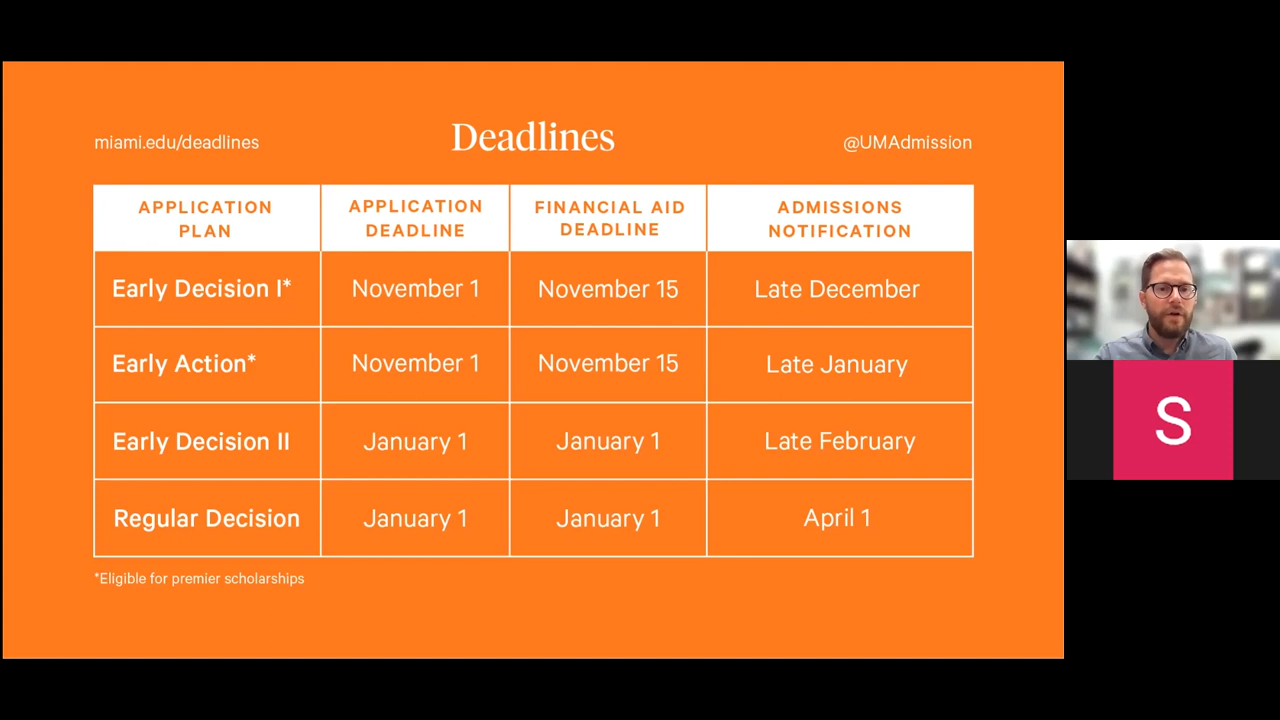 miami.edu/deadlines
Deadlines
@UMAdmission
APPLICATION
PLAN
APPLICATION
DEADLINE
FINANCIAL AID
DEADLINE
ADMISSIONS
NOTIFICATION
Early Decision I*
November 1
November 15
Late December
Early Action*
November 1
November 15
Late January
Early Decision II
January 1
January 1
Late February
Regular Decision
January 1
January 1
April 1
*Eligible for premier scholarships
S